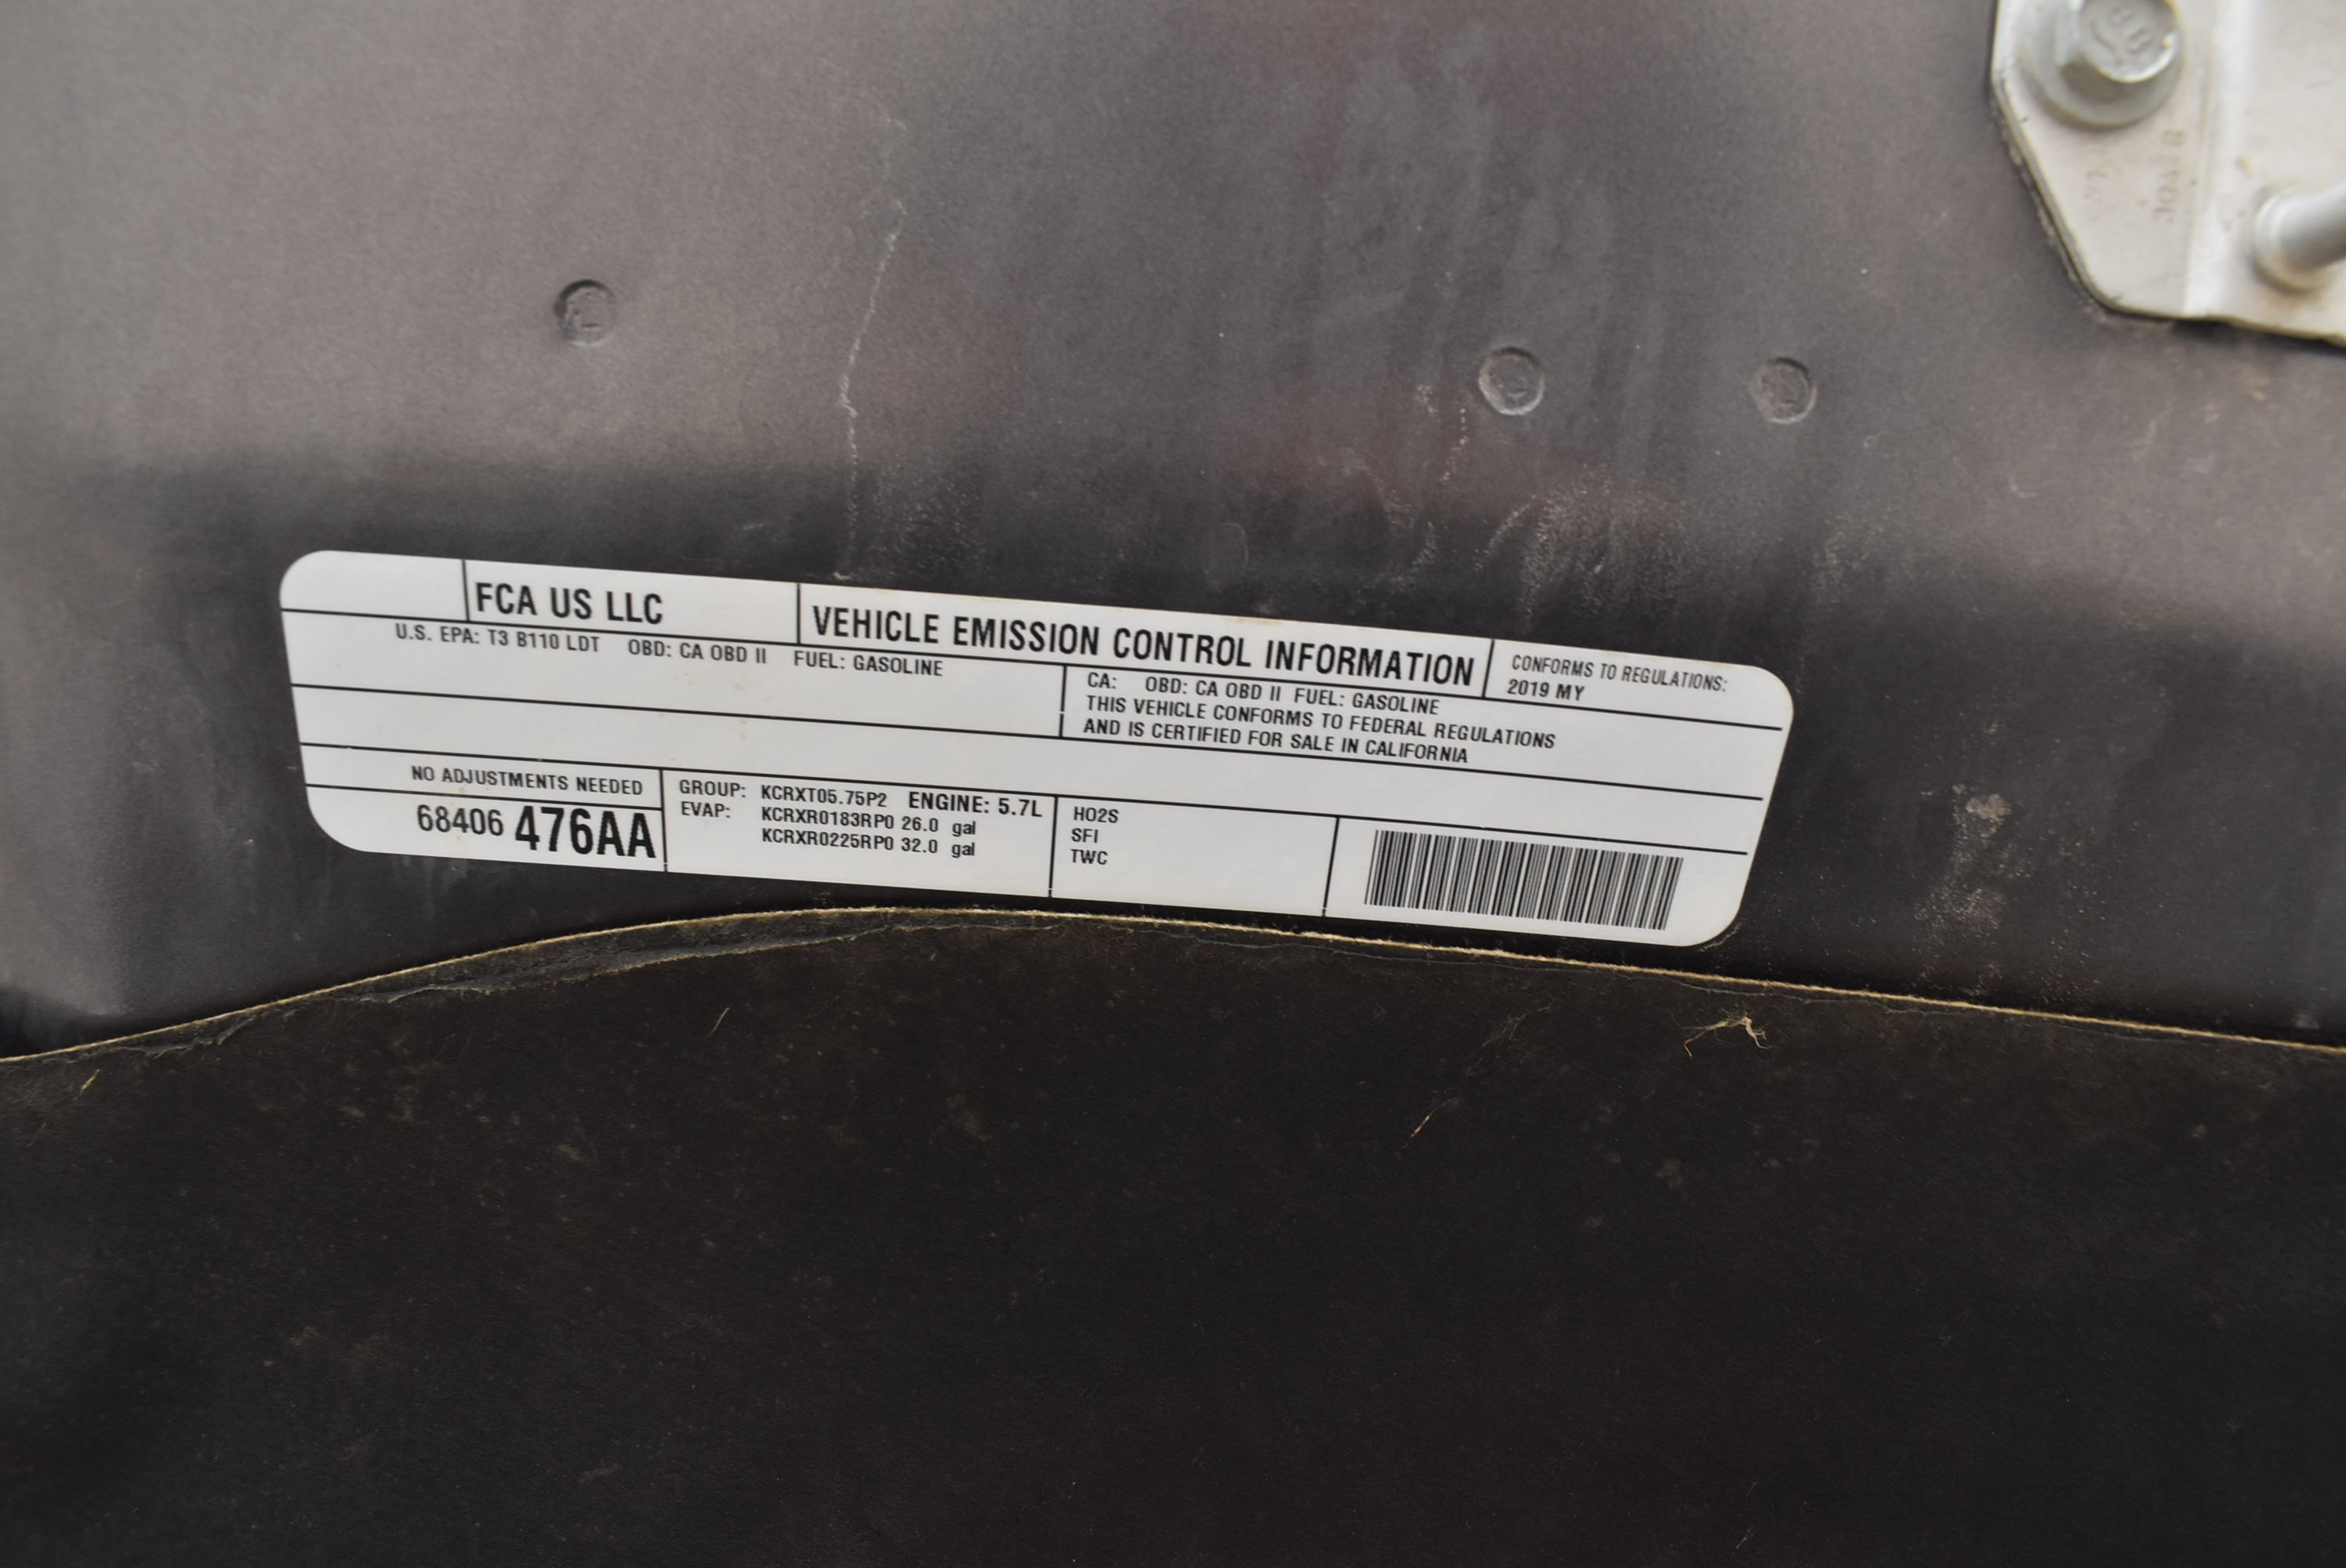 FCA US LLC
VEHICLE EMISSION CONTROL INFORMATION
CONFORMS TO REGULATIONS:
2019 MY
U.S. EPA: T3 B110 LDT OBD: CA OBD II FUEL: GASOLINE
CA: OBD: CA OBD II FUEL: GASOLINE
THIS VEHICLE CONFORMS TO FEDERAL REGULATIONS
AND IS CERTIFIED FOR SALE IN CALIFORNIA
NO ADJUSTMENTS NEEDED
68406 476AA
GROUP: KCRXT05.75P2 ENGINE: 5.7L
EVAP: KCRXR0183RP0 26.0 gal
KCRXR0225RP0 32.0 gal
HO2S
SFI
TWC